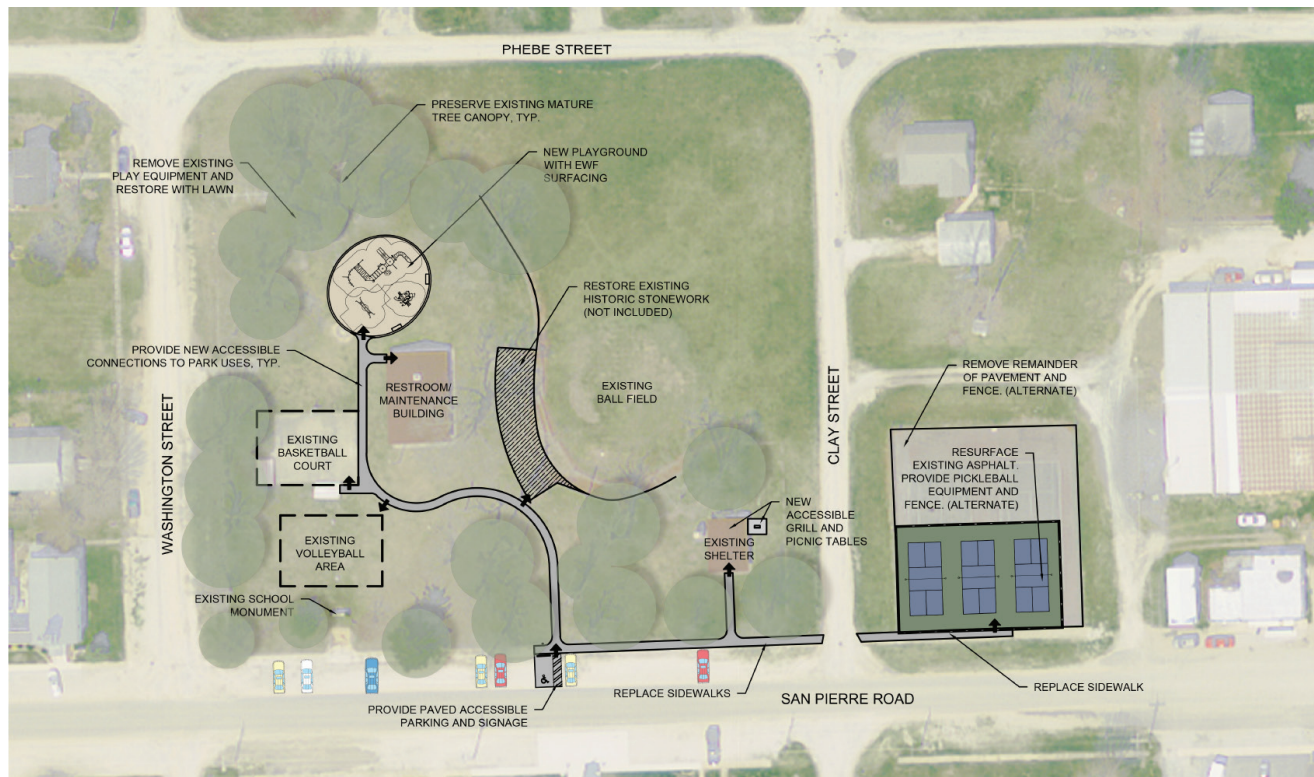 PHEBE STREET
PRESERVE EXISTING MATURE
TREE CANOPY, TYP.
REMOVE EXISTING
PLAY EQUIPMENT AND
RESTORE WITH LAWN
NEW PLAYGROUND
WITH EWF
SURFACING
RESTORE EXISTING
HISTORIC STONEWORK
(NOT INCLUDED)
PROVIDE NEW ACCESSIBLE
CONNECTIONS TO PARK USES, TYP.
RESTROOM/
MAINTENANCE
BUILDING
EXISTING
BALL FIELD
REMOVE REMAINDER
OF PAVEMENT AND
FENCE. (ALTERNATE)
WASHINGTON STREET
CLAY STREET
EXISTING
BASKETBALL
COURT
RESURFACE
EXISTING ASPHALT.
PROVIDE PICKLEBALL
EQUIPMENT AND
FENCE. (ALTERNATE)
NEW
ACCESSIBLE
GRILL AND
PICNIC TABLES
EXISTING
SHELTER
EXISTING
VOLLEYBALL
AREA
EXISTING SCHOOL
MONUMENT
REPLACE SIDEWALKS
REPLACE SIDEWALK
SAN PIERRE ROAD
PROVIDE PAVED ACCESSIBLE
PARKING AND SIGNAGE